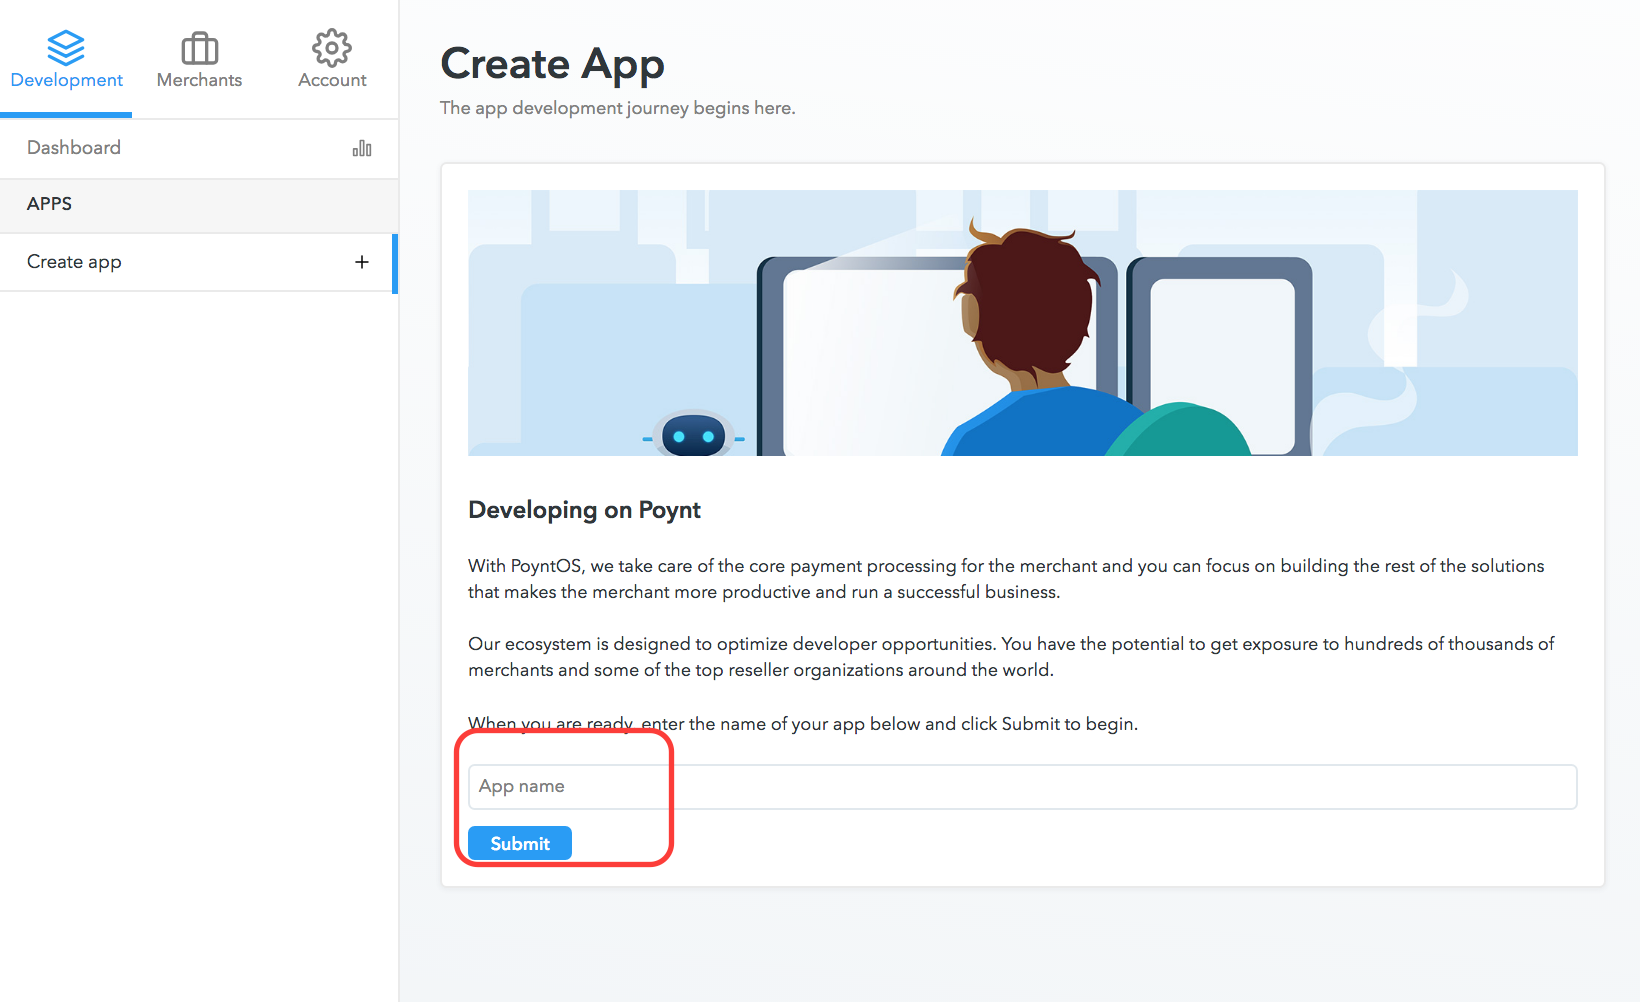 Development
Merchants
Account
Dashboard
APPS
Create app
Create App
The app development journey begins here.
Developing on Poynt
With PoyntOS, we take care of the core payment processing for the merchant and you can focus on building the rest of the solutions
that makes the merchant more productive and run a successful business.
Our ecosystem is designed to optimize developer opportunities. You have the potential to get exposure to hundreds of thousands of
merchants and some of the top reseller organizations around the world.
When you are ready, enter the name of your app below and click Submit to begin.
App name
Submit